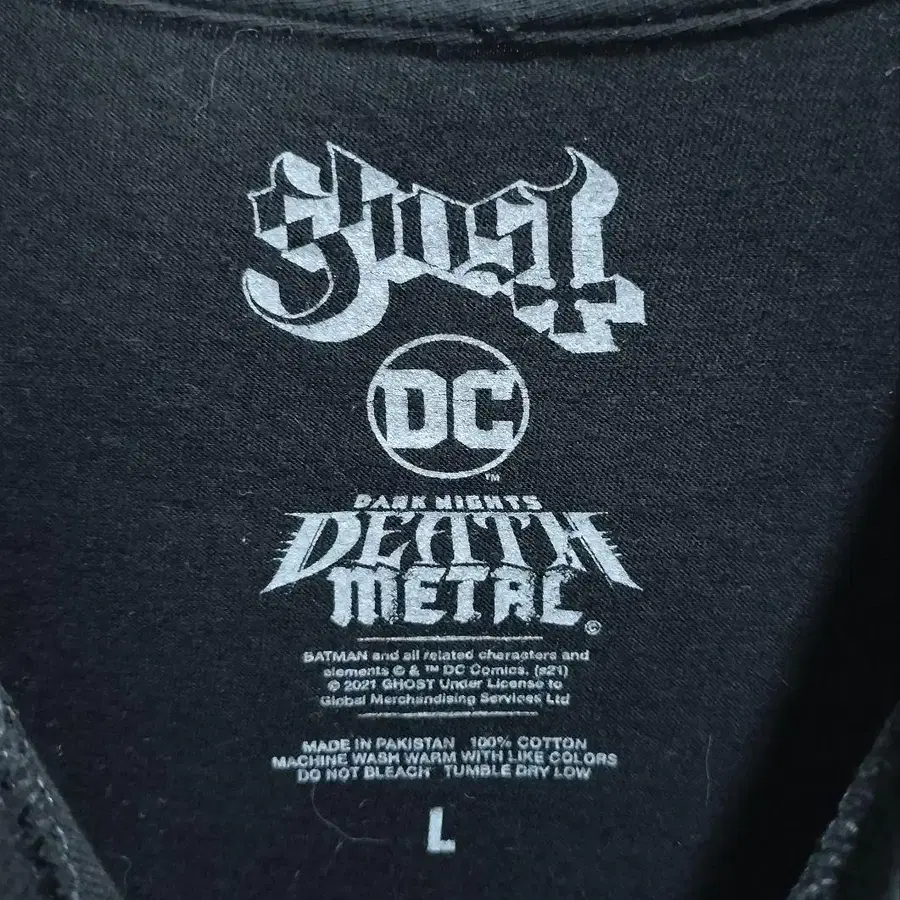 Ghost
DC
™
DARK NIGHTS
DEATH
METAL ©
BATMAN and all related characters and
elements © & ™ DC Comics. (s21)
© 2021 GHOST Under License to
Global Merchandising Services Ltd
MADE IN PAKISTAN 100% COTTON
MACHINE WASH WARM WITH LIKE COLORS
DO NOT BLEACH TUMBLE DRY LOW
L